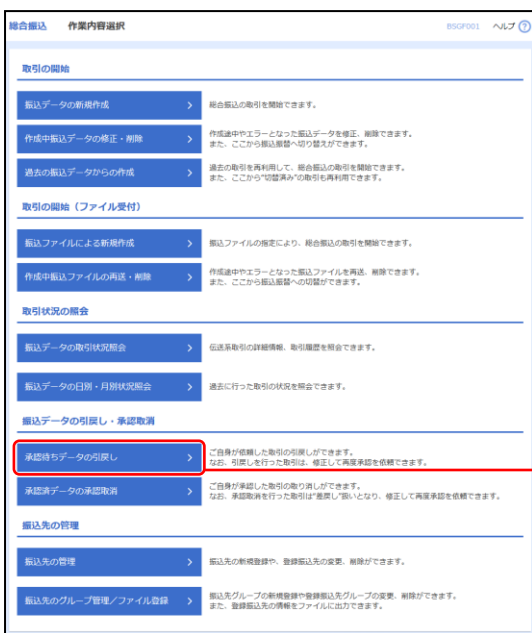 総合振込 作業内容選択 BSGF001 ヘルプ ?
取引の開始
振込データの新規作成 > 総合振込の取引を開始できます。
作成中振込データの修正・削除 > 作成途中やエラーとなった振込データを修正、削除できます。
また、ここから振込振替へ切り替えができます。
過去の振込データからの作成 > 過去の取引を再利用して、総合振込の取引を開始できます。
また、ここから“切替済み”の取引も再利用できます。
取引の開始（ファイル受付）
振込ファイルによる新規作成 > 振込ファイルの指定により、総合振込の取引を開始できます。
作成中振込ファイルの再送・削除 > 作成途中やエラーとなった振込ファイルを再送、削除できます。
また、ここから振込振替への切替ができます。
取引状況の照会
振込データの取引状況照会 > 伝送系取引の詳細情報、取引履歴を照会できます。
振込データの日別・月別状況照会 > 過去に行った取引の状況を照会できます。
振込データの引戻し・承認取消
承認待ちデータの引戻し > ご自身が依頼した取引の引戻しができます。
なお、引戻しを行った取引は、修正して再度承認を依頼できます。
承認済データの承認取消 > ご自身が承認した取引の取り消しができます。
なお、承認取消を行った取引は“差戻し”扱いとなり、修正して再度承認を依頼できます。
振込先の管理
振込先の管理 > 振込先の新規登録や、登録振込先の変更、削除ができます。
振込先のグループ管理／ファイル登録 > 振込先グループの新規登録や登録振込先グループの変更、削除ができます。
また、登録振込先の情報をファイルに出力できます。